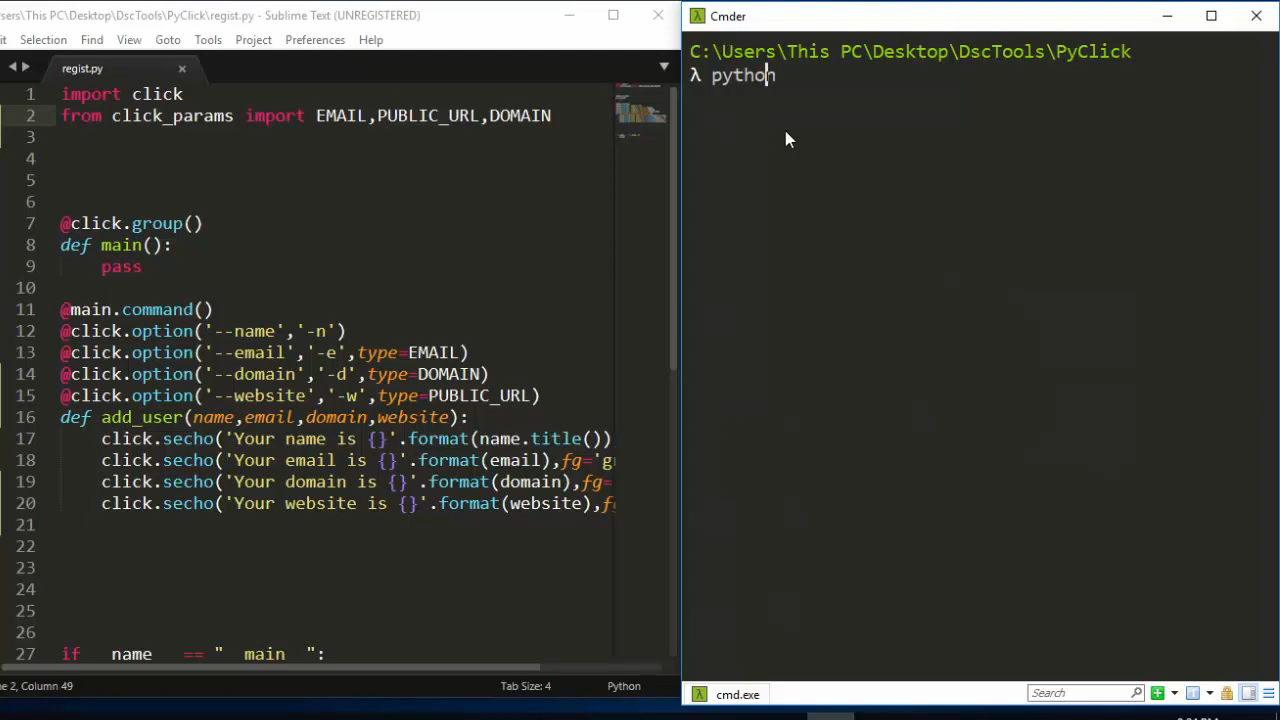 sers\This PC\Desktop\DscTools\PyClick\regist.py - Sublime Text (UNREGISTERED)
it Selection Find View Goto Tools Project Preferences Help
regist.py
1 import click
2 from click_params import EMAIL,PUBLIC_URL,DOMAIN
3
4
5
6
7 @click.group()
8 def main():
9 pass
10
11 @main.command()
12 @click.option('--name','-n')
13 @click.option('--email','-e',type=EMAIL)
14 @click.option('--domain','-d',type=DOMAIN)
15 @click.option('--website','-w',type=PUBLIC_URL)
16 def add_user(name,email,domain,website):
17 click.secho('Your name is {}'.format(name.title())
18 click.secho('Your email is {}'.format(email),fg='g
19 click.secho('Your domain is {}'.format(domain),fg=
20 click.secho('Your website is {}'.format(website),f
21
22
23
24
25
26
27 if __name__ == "__main__":
e 2, Column 49
Tab Size: 4
Python
Cmder
C:\Users\This PC\Desktop\DscTools\PyClick
λ python
cmd.exe
Search